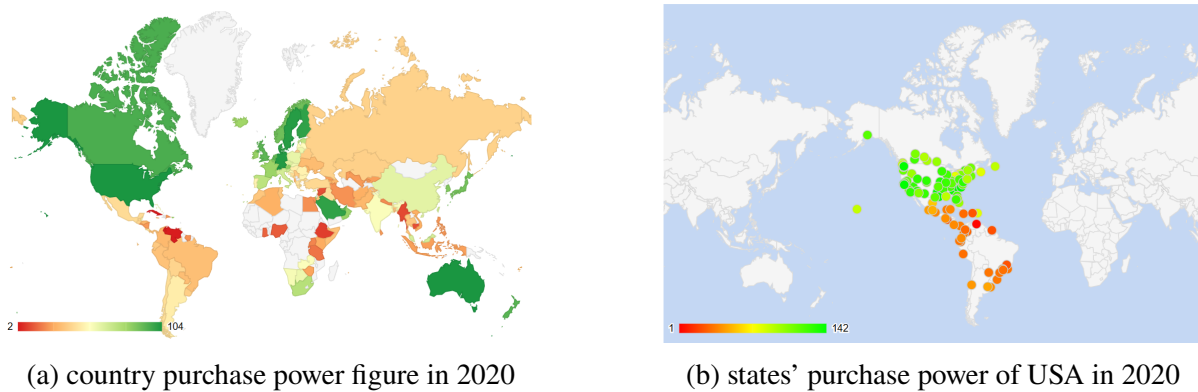 2 104
1 142
(a) country purchase power figure in 2020
(b) states' purchase power of USA in 2020